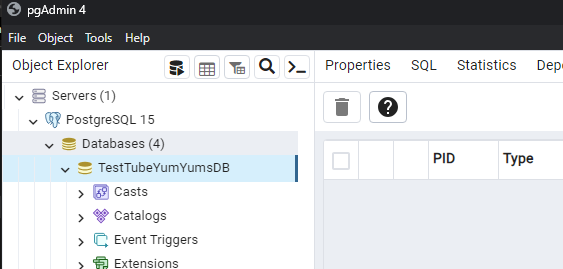 pgAdmin 4
File Object Tools Help
Object Explorer Properties SQL Statistics
Servers (1)
PostgreSQL 15
Databases (4)
PID Type
TestTubeYumYumsDB
Casts
Catalogs
Event Triggers
Extensions